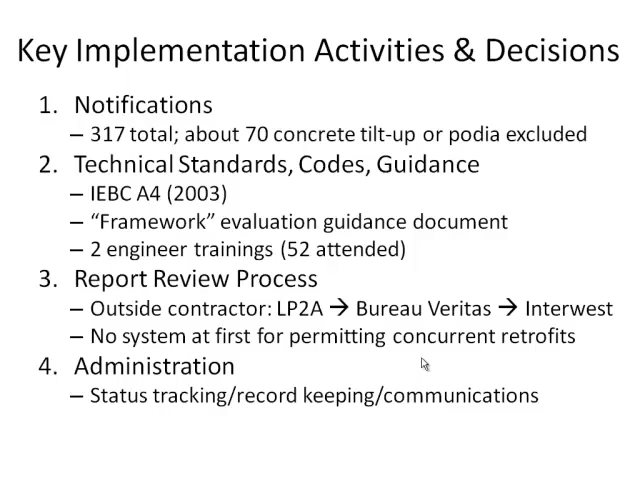 Key Implementation Activities & Decisions
1. Notifications
– 317 total; about 70 concrete tilt-up or podia excluded
2. Technical Standards, Codes, Guidance
– IEBC A4 (2003)
– “Framework” evaluation guidance document
– 2 engineer trainings (52 attended)
3. Report Review Process
– Outside contractor: LP2A → Bureau Veritas → Interwest
– No system at first for permitting concurrent retrofits
4. Administration
– Status tracking/record keeping/communications